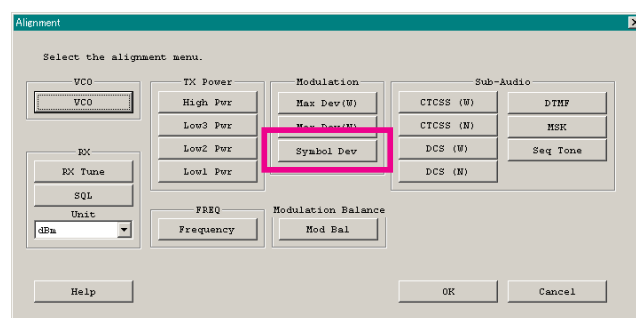 Alignment
Select the alignment menu.
VCO
VCO
RX
RX Tune
SQL
Unit
dBm
TX Power
High Pwr
Low3 Pwr
Low2 Pwr
Low1 Pwr
FREQ
Frequency
Modulation
Max Dev(W)
Max Dev(N)
Symbol Dev
Modulation Balance
Mod Bal
Sub-Audio
CTCSS (W)
CTCSS (N)
DCS (W)
DCS (N)
DTMF
MSK
Seq Tone
Help
OK
Cancel